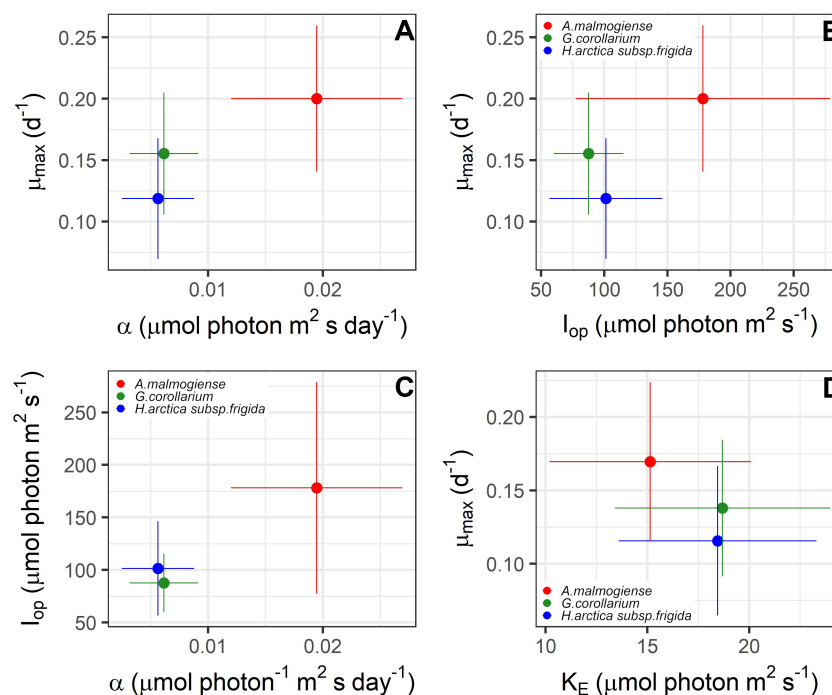 A
0.25
0.20
0.15
0.10
μmax (d⁻¹)
0.01 0.02
α (μmol photon m² s day⁻¹)
B
A.malmogiense
G.corollarium
H.arctica subsp.frigida
0.25
0.20
0.15
0.10
μmax (d⁻¹)
50 100 150 200 250
Iop (μmol photon m² s⁻¹)
C
A.malmogiense
G.corollarium
H.arctica subsp.frigida
250
200
150
100
50
Iop (μmol photon m² s⁻¹)
0.01 0.02
α (μmol photon⁻¹ m² s day⁻¹)
D
0.20
0.15
0.10
μmax (d⁻¹)
A.malmogiense
G.corollarium
H.arctica subsp.frigida
10 15 20
KE (μmol photon m² s⁻¹)